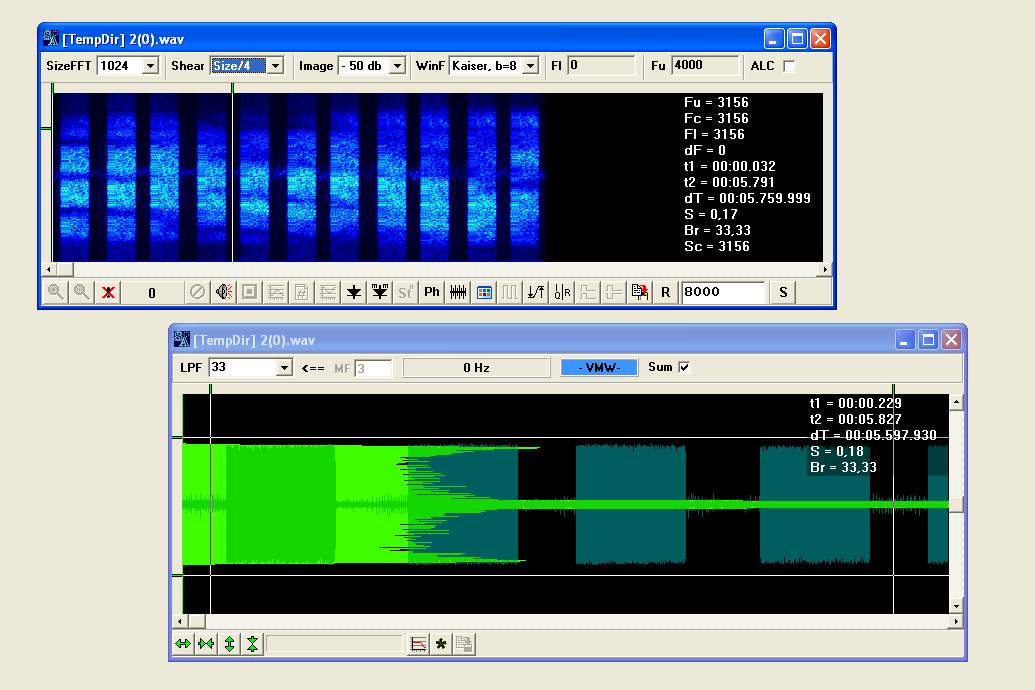 [TempDir] 2(0).wav
SizeFFT 1024 Shear Size/4 Image - 50 db WinF Kaiser, b=8 Fl 0 Fu 4000 ALC
Fu = 3156
Fc = 3156
Fl = 3156
dF = 0
t1 = 00:00.032
t2 = 00:05.791
dT = 00:05.759.999
S = 0,17
Br = 33,33
Sc = 3156
0 St Ph R 8000 S
[TempDir] 2(0).wav
LPF 33 <== MF 3 0 Hz - VMW- Sum
t1 = 00:00.229
t2 = 00:05.827
dT = 00:05.597.930
S = 0,18
Br = 33,33